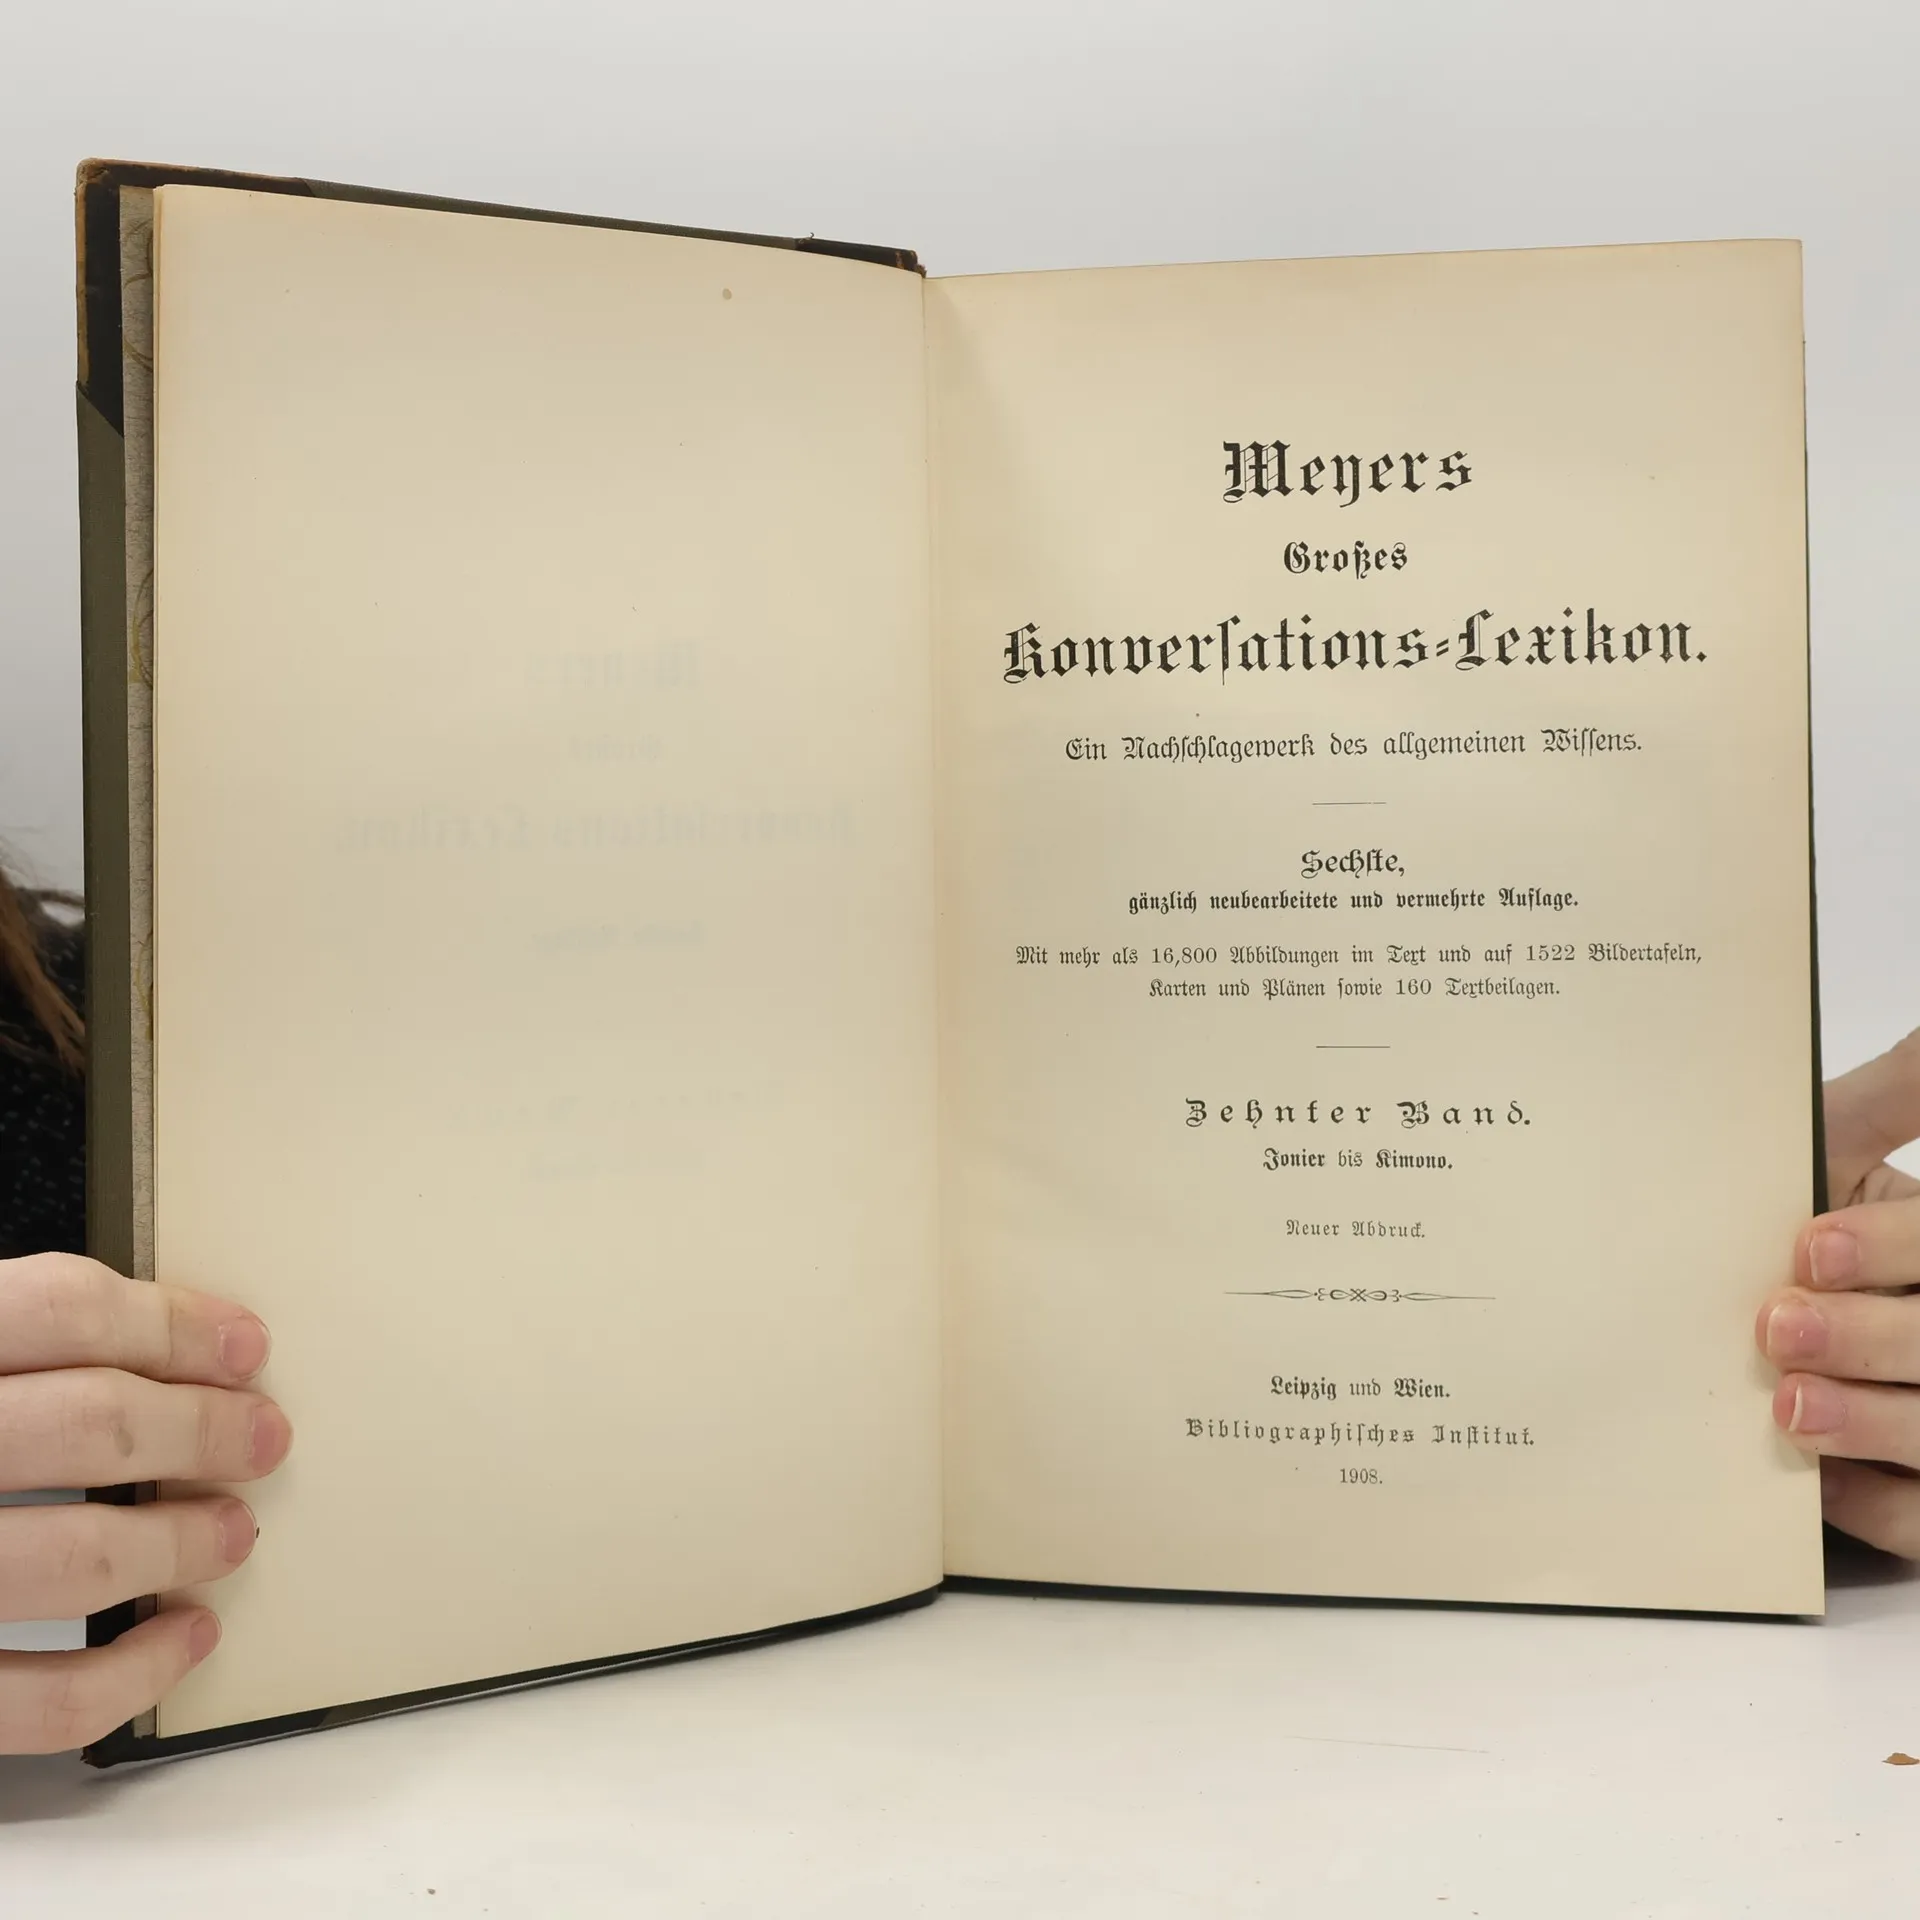 Meyers
Großes
Konverſations-Lexikon.
Ein Nachſchlagewerk des allgemeinen Wiſſens.
Sechſte,
gänzlich neubearbeitete und vermehrte Auflage.
Mit mehr als 16,800 Abbildungen im Text und auf 1522 Bildertafeln,
Karten und Plänen ſowie 160 Textbeilagen.
Zehnter Band.
Jonier bis Kimono.
Neuer Abdruck.
Leipzig und Wien.
Bibliographiſches Inſtitut.
1908.